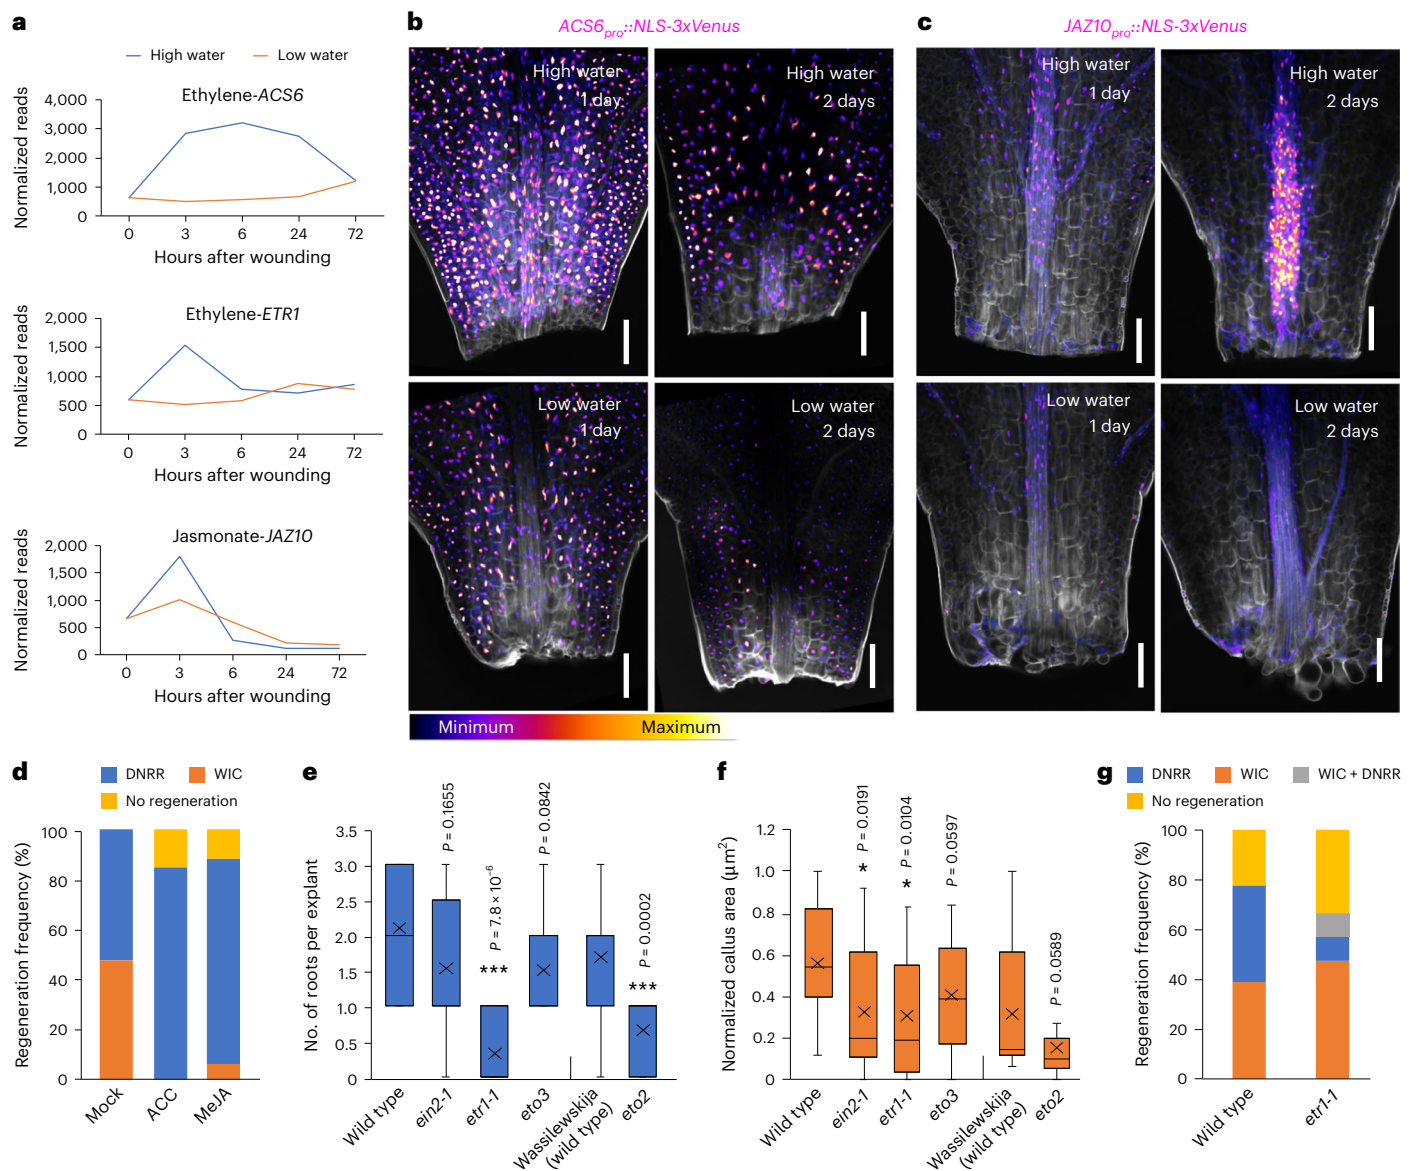 a
High water
Low water
Ethylene-ACS6
Normalized reads
4,000
3,000
2,000
1,000
0
0
3
6
24
72
Hours after wounding
Ethylene-ETR1
Normalized reads
2,000
1,500
1,000
500
0
0
3
6
24
72
Hours after wounding
Jasmonate-JAZ10
Normalized reads
2,000
1,500
1,000
500
0
0
3
6
24
72
Hours after wounding
b
ACS6pro::NLS-3xVenus
High water
1 day
High water
2 days
Low water
1 day
Low water
2 days
Minimum
Maximum
c
JAZ10pro::NLS-3xVenus
High water
1 day
High water
2 days
Low water
1 day
Low water
2 days
d
DNRR
WIC
No regeneration
Regeneration frequency (%)
100
80
60
40
20
0
Mock
ACC
MeJA
e
No. of roots per explant
3.5
3.0
2.5
2.0
1.5
1.0
0.5
0
P = 0.1655
P = 7.8 × 10⁻⁶
***
P = 0.0842
P = 0.0002
***
Wild type
ein2-1
etr1-1
eto3
Wassilewskija
(wild type)
eto2
f
Normalized callus area (µm²)
1.2
1.0
0.8
0.6
0.4
0.2
0
P = 0.0191
*
P = 0.0104
*
P = 0.0597
P = 0.0589
Wild type
ein2-1
etr1-1
eto3
Wassilewskija
(wild type)
eto2
g
DNRR
WIC
WIC + DNRR
No regeneration
Regeneration frequency (%)
100
80
60
40
20
0
Wild type
etr1-1